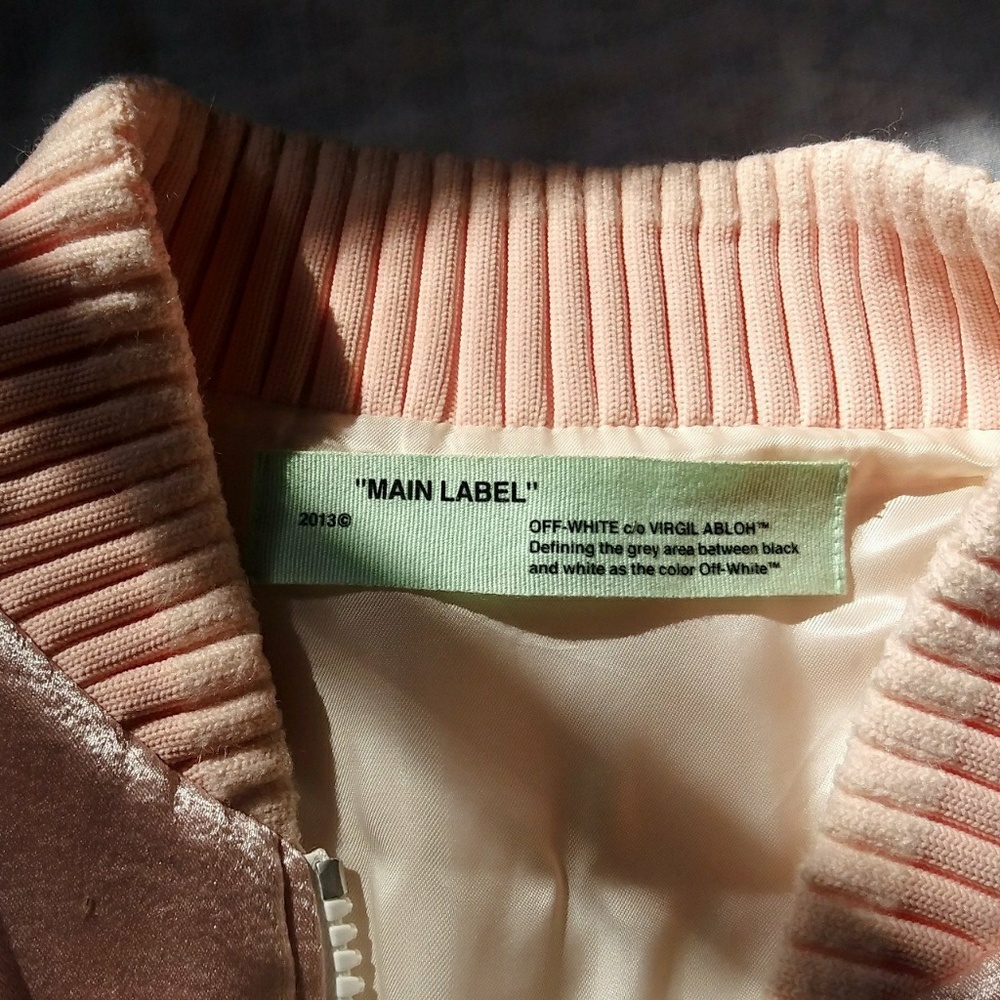 "MAIN LABEL"
2013©
OFF-WHITE c/o VIRGIL ABLOH™
Defining the grey area between black
and white as the color Off-White™